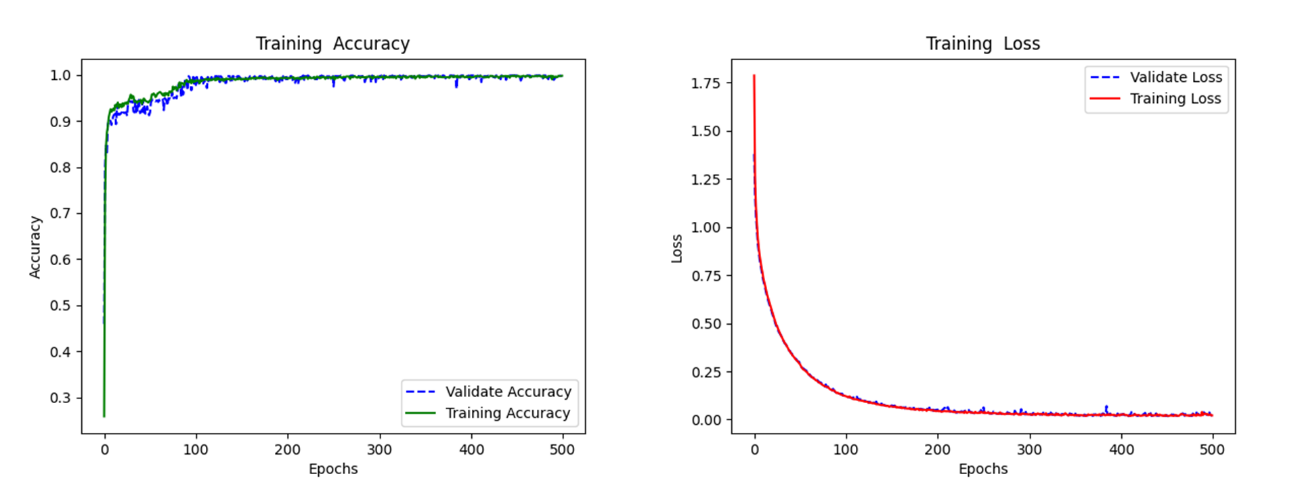 Training  Accuracy
1.0
0.9
0.8
0.7
0.6
0.5
0.4
0.3
Accuracy
Validate Accuracy
Training Accuracy
0
100
200
300
400
500
Epochs
Training  Loss
1.75
1.50
1.25
1.00
0.75
0.50
0.25
0.00
Loss
Validate Loss
Training Loss
0
100
200
300
400
500
Epochs